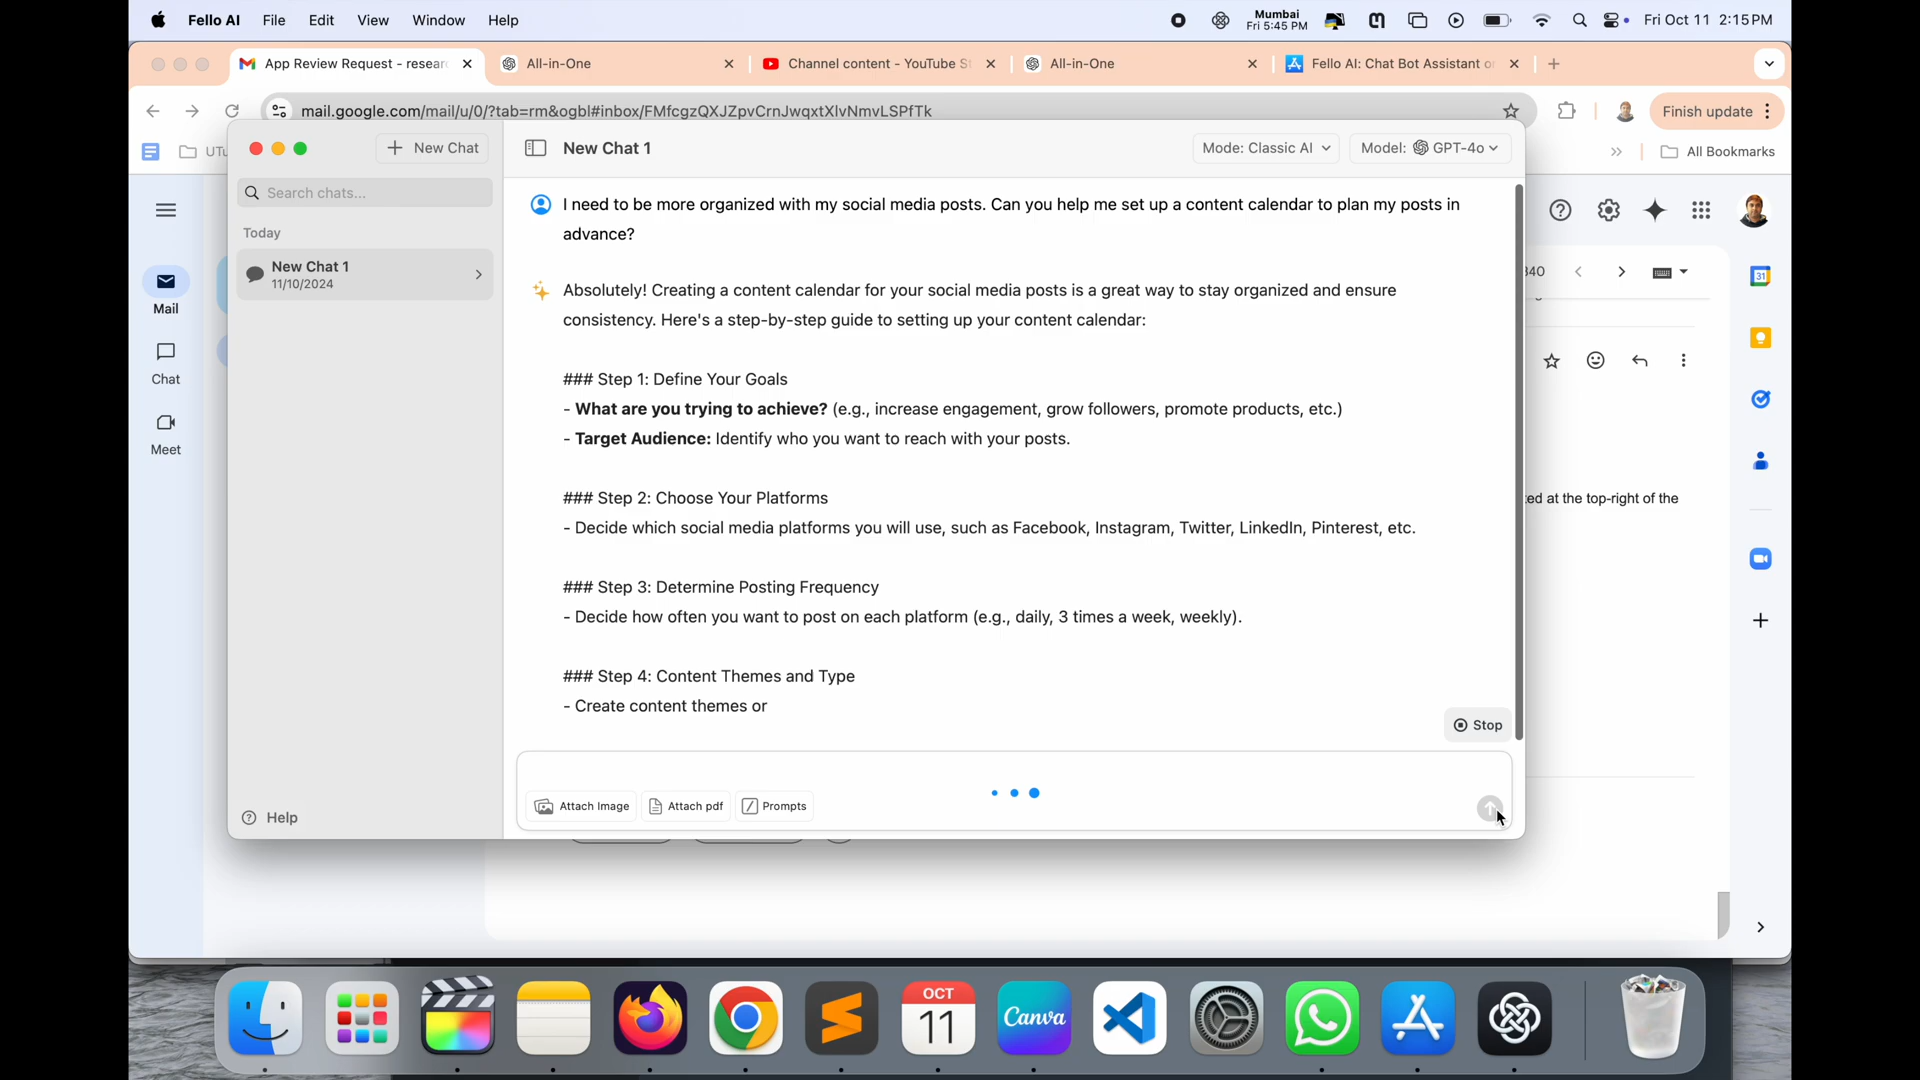 Fello AI File Edit View Window Help
Mumbai
Fri 5:45 PM
Fri Oct 11 2:15 PM
App Review Request - resear
All-in-One
Channel content - YouTube S
All-in-One
Fello AI: Chat Bot Assistant o
mail.google.com/mail/u/0/?tab=rm&ogbl#inbox/FMfcgzQXJZpvCrnJwqxtXlvNmvLSPfTk
Finish update
UTu
All Bookmarks
Mail
Chat
Meet
New Chat
Search chats...
Today
New Chat 1
11/10/2024
Help
New Chat 1
Mode: Classic AI
Model: GPT-4o
I need to be more organized with my social media posts. Can you help me set up a content calendar to plan my posts in
advance?
Absolutely! Creating a content calendar for your social media posts is a great way to stay organized and ensure
consistency. Here's a step-by-step guide to setting up your content calendar:
### Step 1: Define Your Goals
- What are you trying to achieve? (e.g., increase engagement, grow followers, promote products, etc.)
- Target Audience: Identify who you want to reach with your posts.
### Step 2: Choose Your Platforms
- Decide which social media platforms you will use, such as Facebook, Instagram, Twitter, LinkedIn, Pinterest, etc.
### Step 3: Determine Posting Frequency
- Decide how often you want to post on each platform (e.g., daily, 3 times a week, weekly).
### Step 4: Content Themes and Type
- Create content themes or
Stop
Attach Image
Attach pdf
Prompts
340
31
ed at the top-right of the
OCT
11
Canva